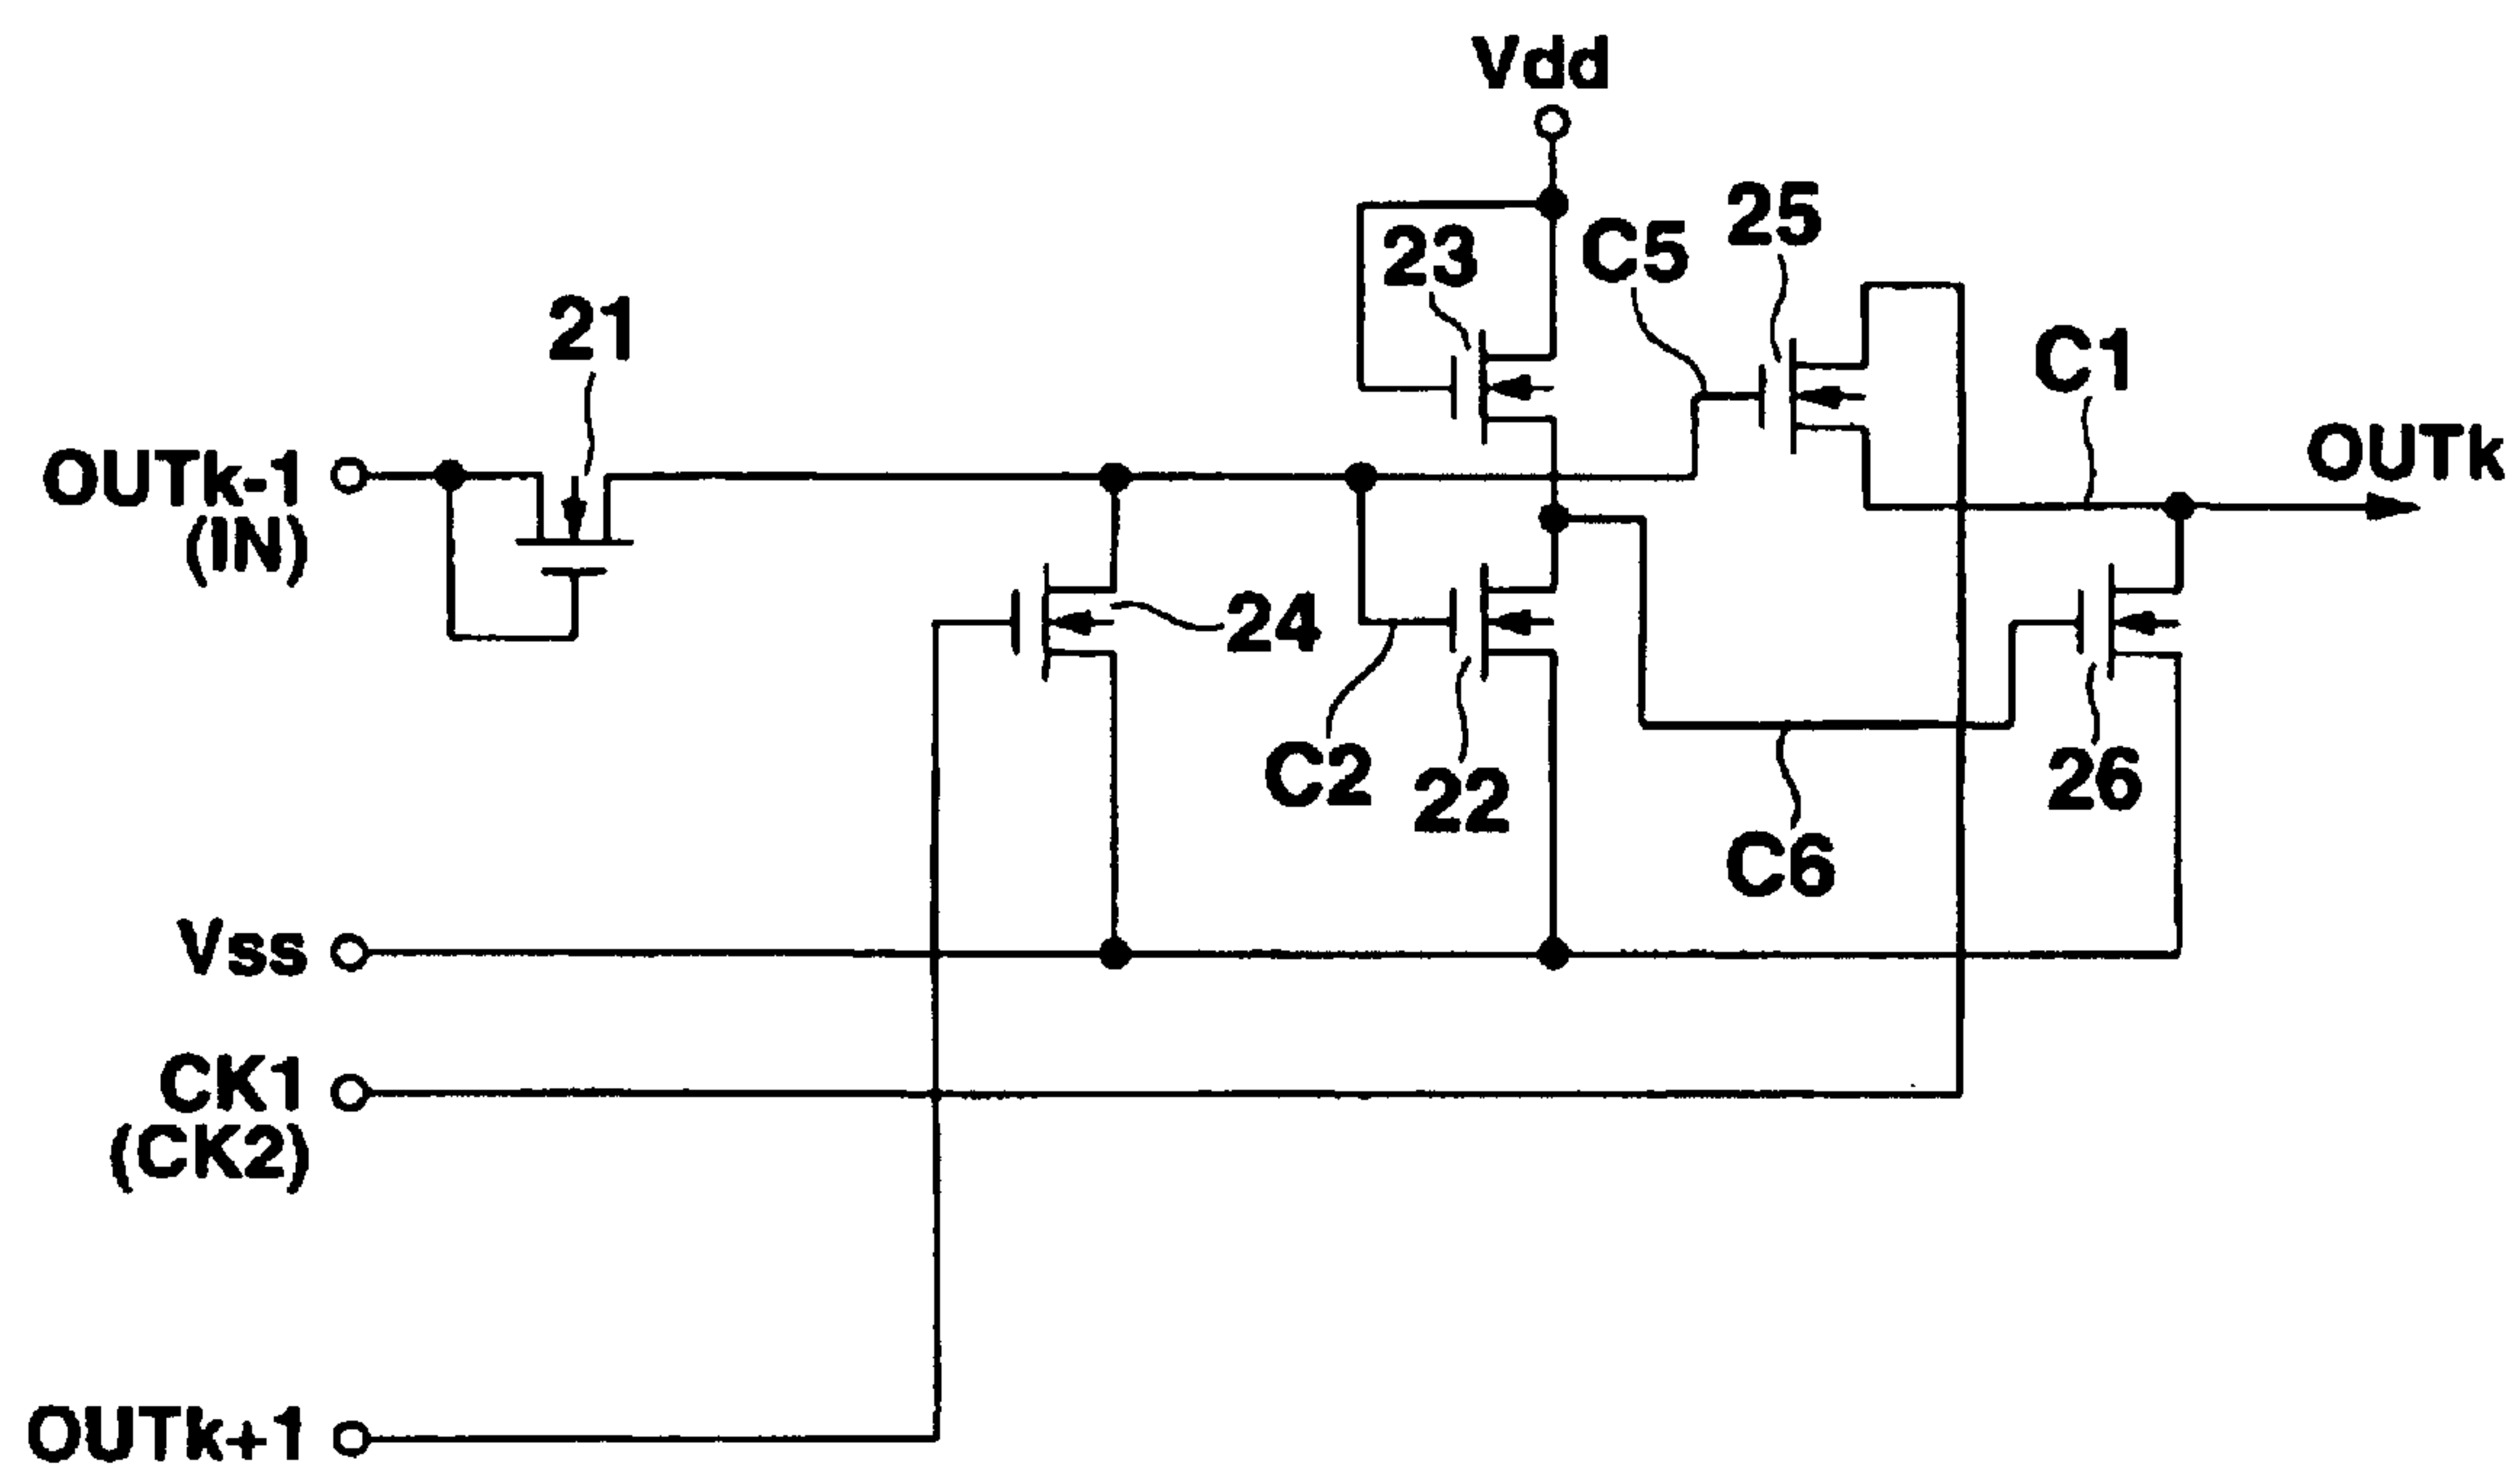 Vdd
23
C5
25
21
C1
OUTk-1
(IN)
OUTk
24
C2
22
26
C6
Vss
CK1
(CK2)
OUTk+1